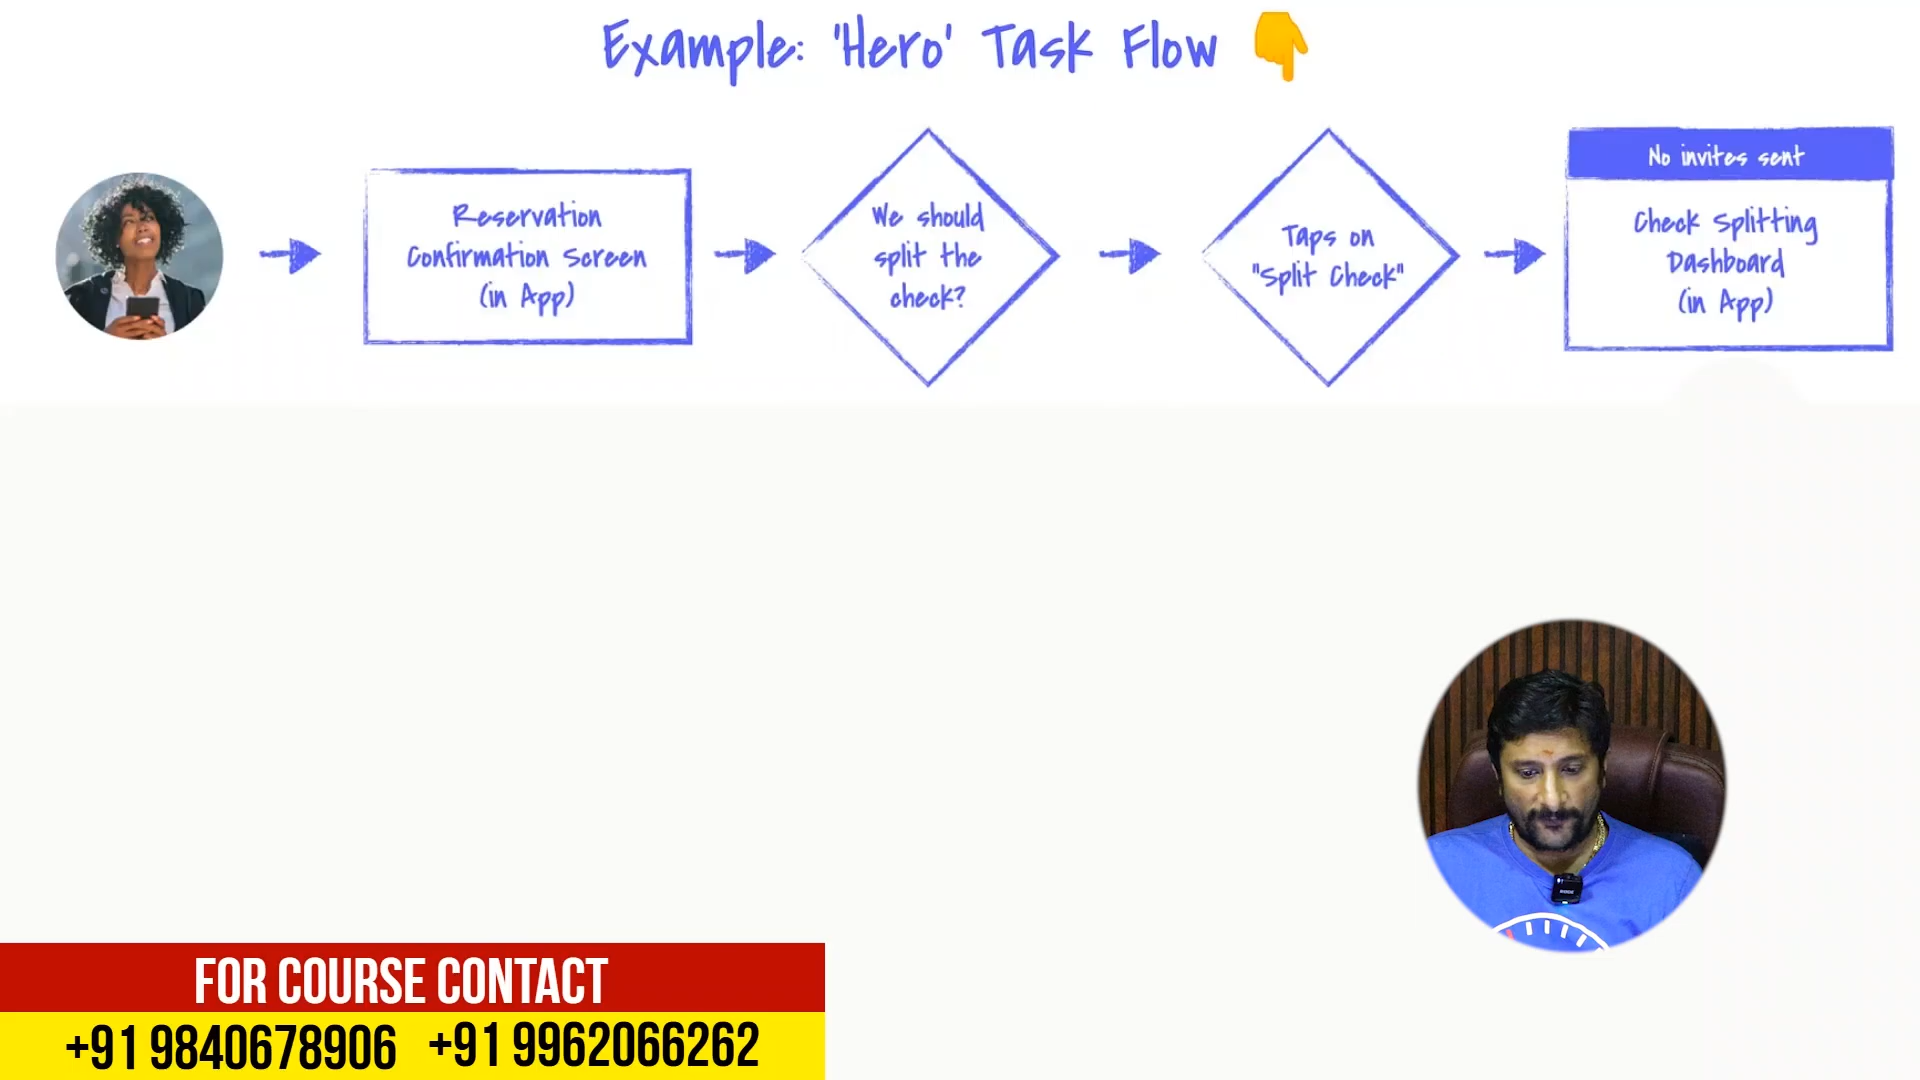 Example: 'Hero' Task Flow 👇
Reservation
Confirmation Screen
(in App)
We should
split the
check?
Taps on
"Split Check"
No invites sent
Check Splitting
Dashboard
(in App)
FOR COURSE CONTACT
+91 9840678906 +91 9962066262